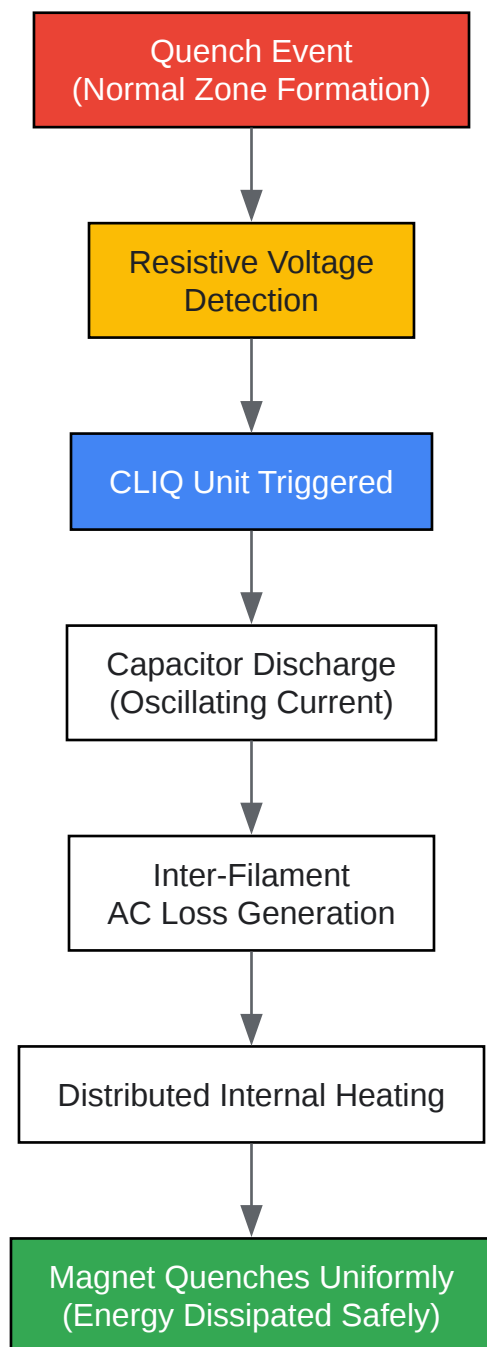 Quench Event
(Normal Zone Formation)
Resistive Voltage
Detection
CLIQ Unit Triggered
Capacitor Discharge
(Oscillating Current)
Inter-Filament
AC Loss Generation
Distributed Internal Heating
Magnet Quenches Uniformly
(Energy Dissipated Safely)